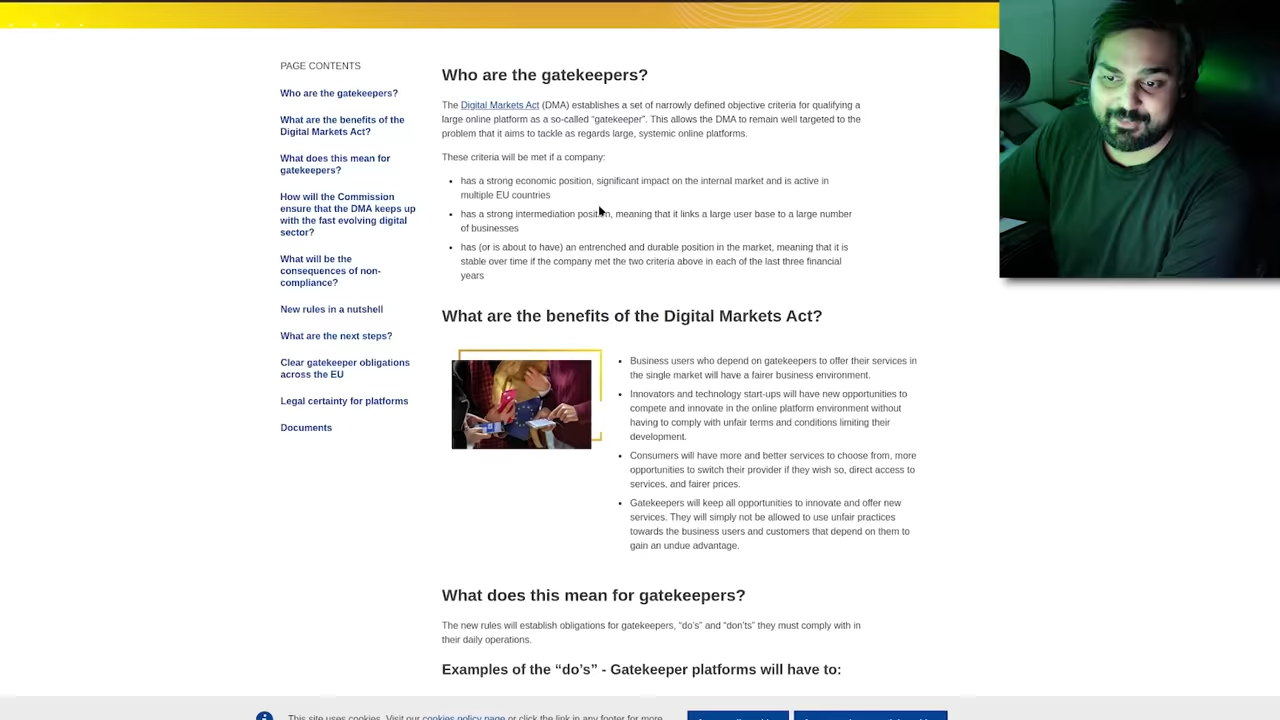 PAGE CONTENTS
Who are the gatekeepers?
What are the benefits of the
Digital Markets Act?
What does this mean for
gatekeepers?
How will the Commission
ensure that the DMA keeps up
with the fast evolving digital
sector?
What will be the
consequences of non-
compliance?
New rules in a nutshell
What are the next steps?
Clear gatekeeper obligations
across the EU
Legal certainty for platforms
Documents
Who are the gatekeepers?
The Digital Markets Act (DMA) establishes a set of narrowly defined objective criteria for qualifying a
large online platform as a so-called “gatekeeper”. This allows the DMA to remain well targeted to the
problem that it aims to tackle as regards large, systemic online platforms.
These criteria will be met if a company:
• has a strong economic position, significant impact on the internal market and is active in
multiple EU countries
• has a strong intermediation position, meaning that it links a large user base to a large number
of businesses
• has (or is about to have) an entrenched and durable position in the market, meaning that it is
stable over time if the company met the two criteria above in each of the last three financial
years
What are the benefits of the Digital Markets Act?
• Business users who depend on gatekeepers to offer their services in
the single market will have a fairer business environment.
• Innovators and technology start-ups will have new opportunities to
compete and innovate in the online platform environment without
having to comply with unfair terms and conditions limiting their
development.
• Consumers will have more and better services to choose from, more
opportunities to switch their provider if they wish so, direct access to
services, and fairer prices.
• Gatekeepers will keep all opportunities to innovate and offer new
services. They will simply not be allowed to use unfair practices
towards the business users and customers that depend on them to
gain an undue advantage.
What does this mean for gatekeepers?
The new rules will establish obligations for gatekeepers, “do’s” and “don’ts” they must comply with in
their daily operations.
Examples of the “do’s” - Gatekeeper platforms will have to:
This site uses cookies. Visit our cookies policy page or click the link in any footer for more